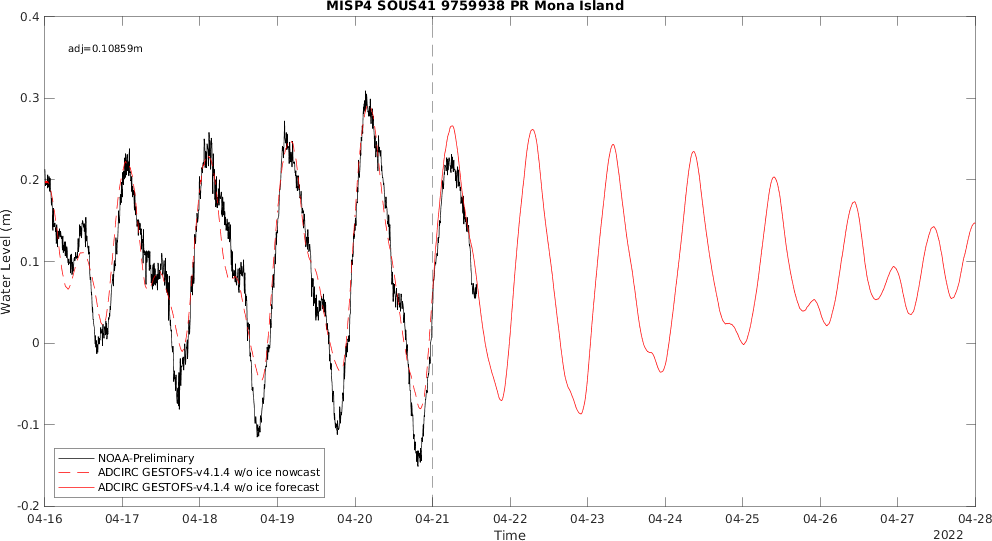 MISP4 SOUS41 9759938 PR Mona Island
adj=0.10859m
0.4
0.3
0.2
0.1
0
-0.1
-0.2
Water Level (m)
NOAA-Preliminary
ADCIRC GESTOFS-v4.1.4 w/o ice nowcast
ADCIRC GESTOFS-v4.1.4 w/o ice forecast
04-16 04-17 04-18 04-19 04-20 04-21 04-22 04-23 04-24 04-25 04-26 04-27 04-28
Time
2022